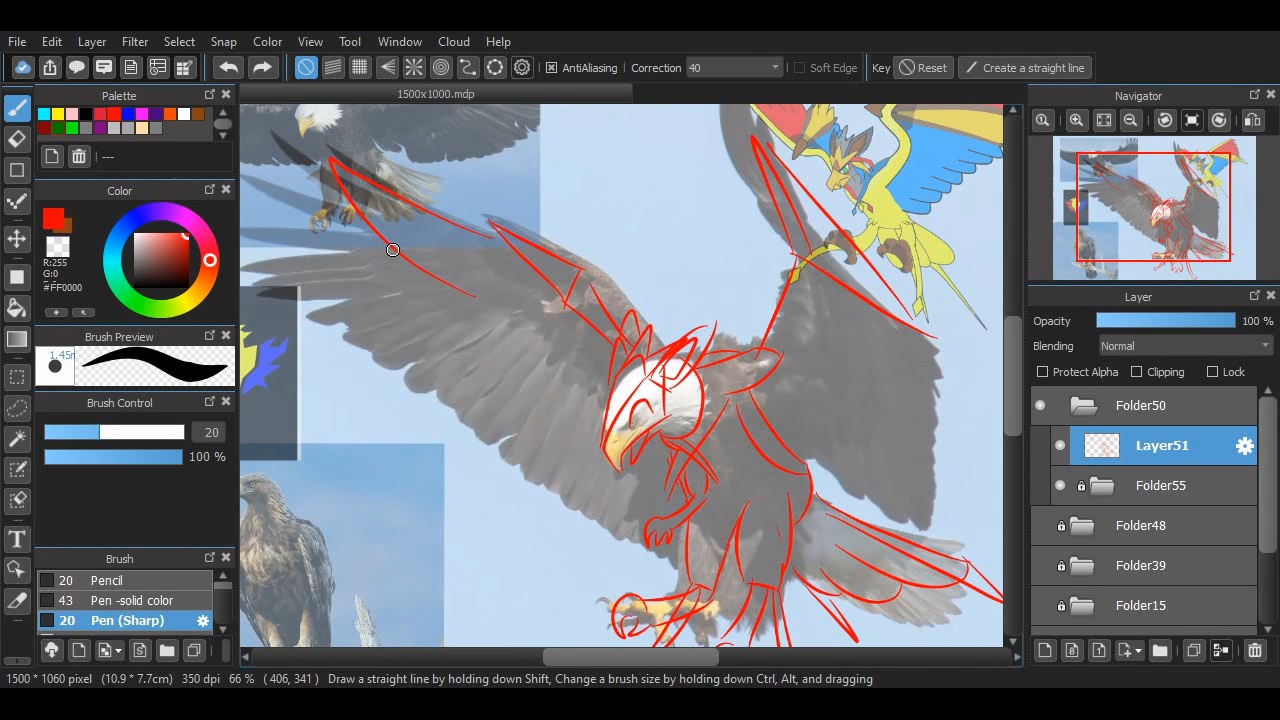 File Edit Layer Filter Select Snap Color View Tool Window Cloud Help
AntiAliasing Correction 40 Soft Edge Key Reset Create a straight line
Palette
1500x1000.mdp
Navigator
---
Color
R:255
G:0
B:0
#FF0000
Brush Preview
Brush Control
20
100 %
Layer
Opacity 100 %
Blending Normal
Protect Alpha Clipping Lock
Folder50
Layer51
Folder55
Folder48
Folder39
Folder15
Brush
20 Pencil
43 Pen -solid color
20 Pen (Sharp)
1500 * 1060 pixel (10.9 * 7.7cm) 350 dpi 66 % ( 406, 341 ) Draw a straight line by holding down Shift, Change a brush size by holding down Ctrl, Alt, and dragging